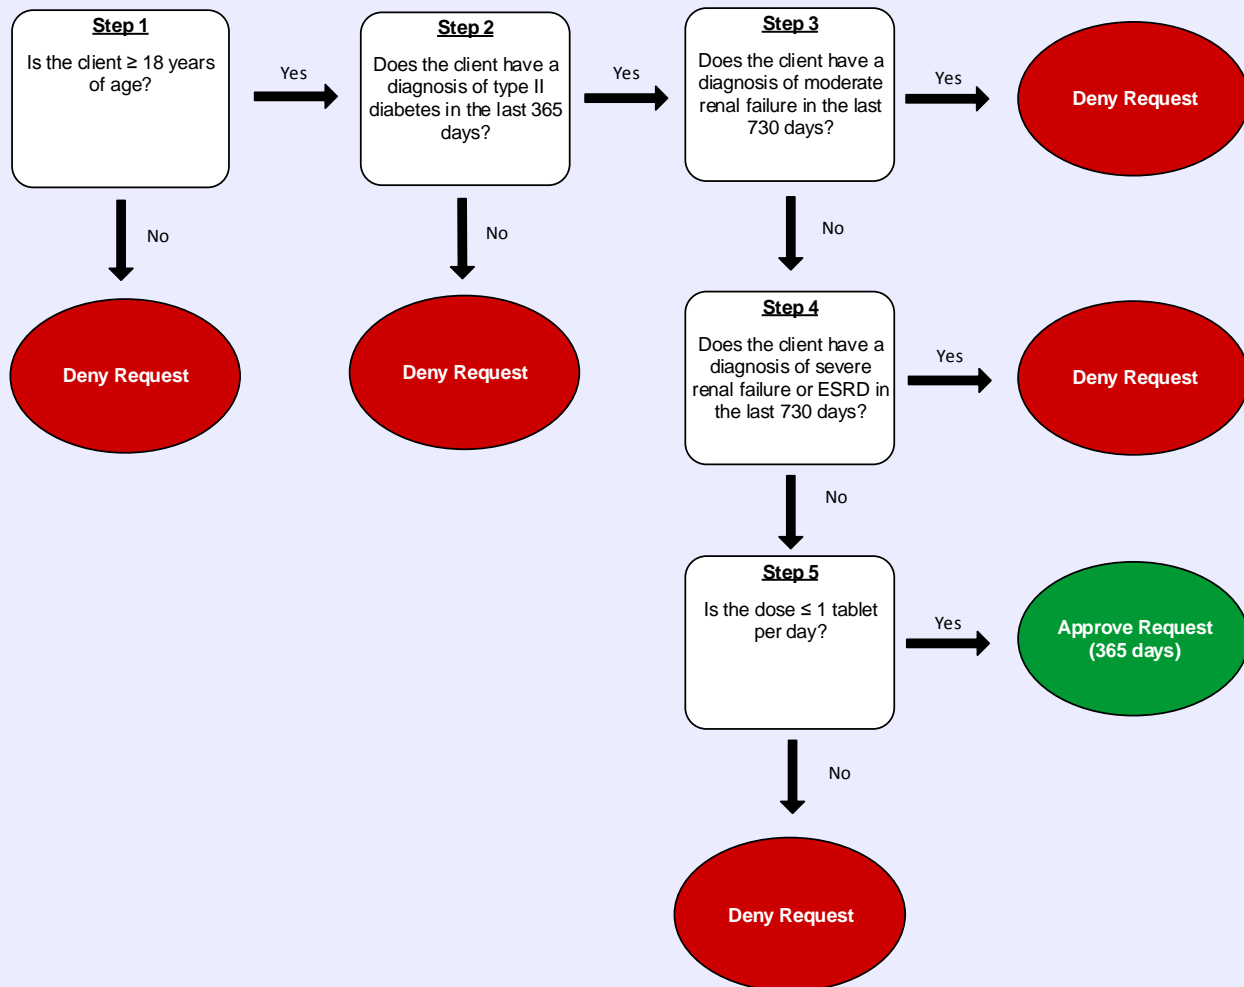 Step 1
Is the client ≥ 18 years
of age?
Yes
No
Deny Request
Step 2
Does the client have a
diagnosis of type II
diabetes in the last 365
days?
Yes
No
Deny Request
Step 3
Does the client have a
diagnosis of moderate
renal failure in the last
730 days?
Yes
Deny Request
No
Step 4
Does the client have a
diagnosis of severe
renal failure or ESRD in
the last 730 days?
Yes
Deny Request
No
Step 5
Is the dose ≤ 1 tablet
per day?
Yes
Approve Request
(365 days)
No
Deny Request